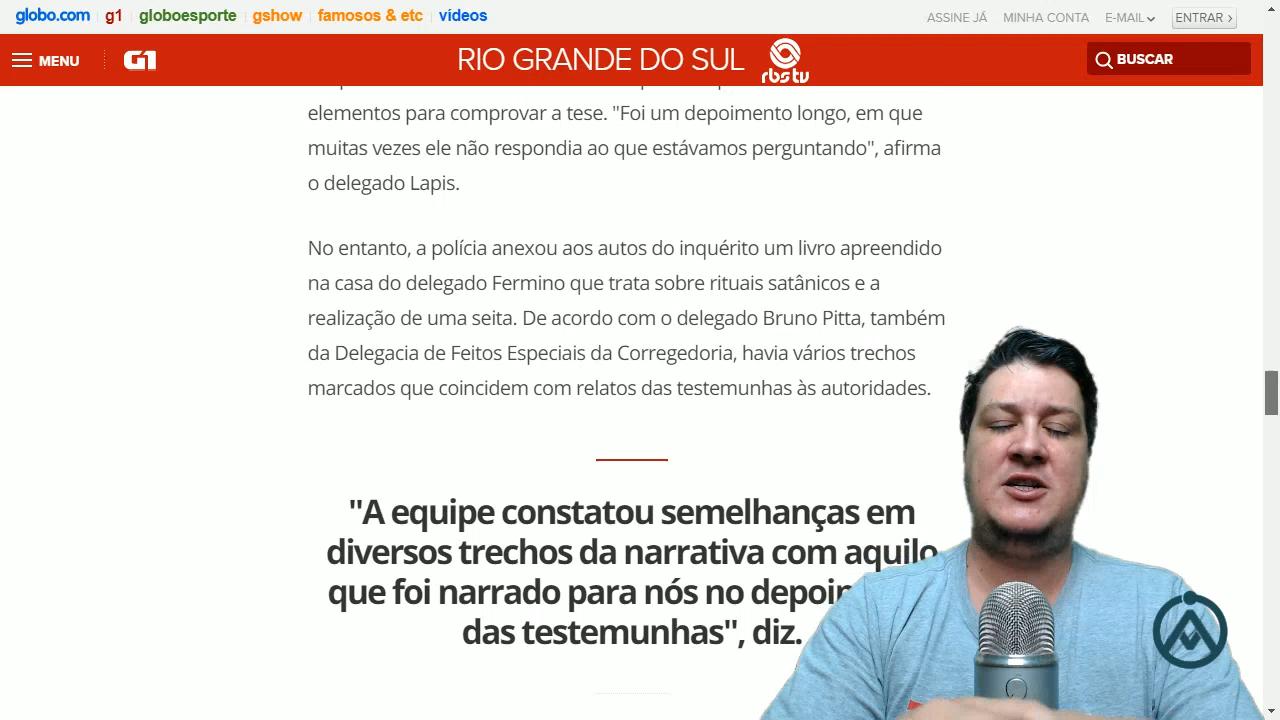 globo.com g1 globoesporte gshow famosos & etc vídeos ASSINE JÁ MINHA CONTA E-MAIL ENTRAR ›
MENU G1 RIO GRANDE DO SUL rbs tv BUSCAR
elementos para comprovar a tese. "Foi um depoimento longo, em que
muitas vezes ele não respondia ao que estávamos perguntando", afirma
o delegado Lapis.
No entanto, a polícia anexou aos autos do inquérito um livro apreendido
na casa do delegado Fermino que trata sobre rituais satânicos e a
realização de uma seita. De acordo com o delegado Bruno Pitta, também
da Delegacia de Feitos Especiais da Corregedoria, havia vários trechos
marcados que coincidem com relatos das testemunhas às autoridades.
"A equipe constatou semelhanças em
diversos trechos da narrativa com aquilo
que foi narrado para nós no
das testemunhas", diz.